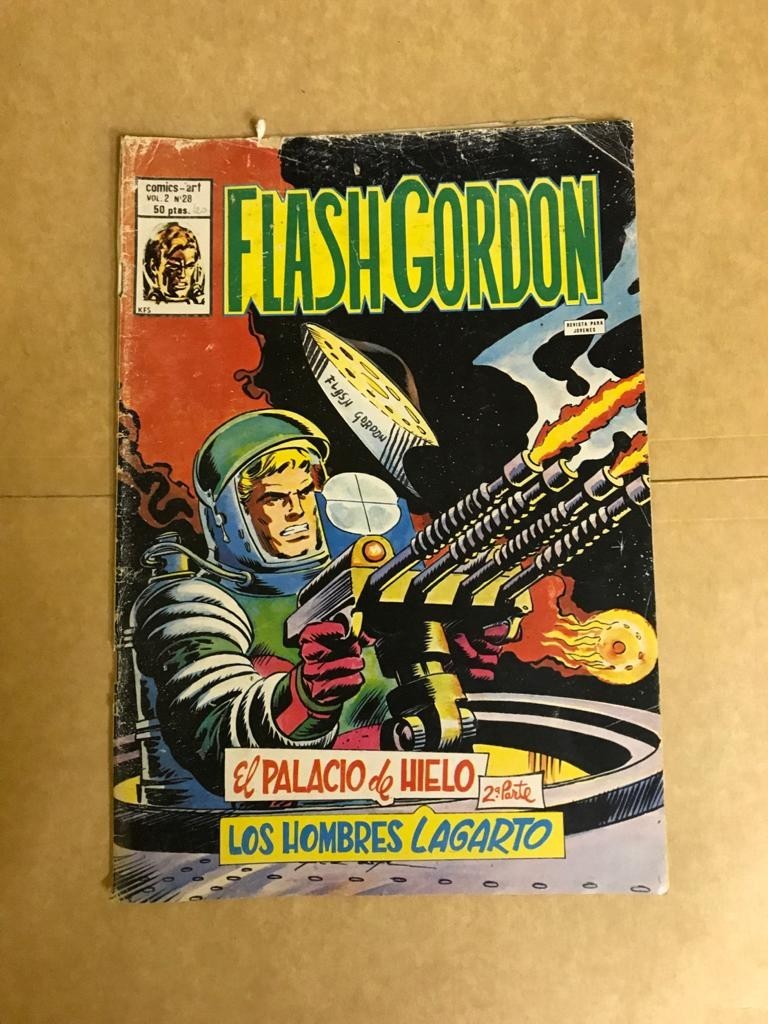 comics-art
VOL. 2 Nº 28
50 ptas.
KFS
FLASH GORDON
REVISTA PARA
JOVENES
FLASH GORDON
El PALACIO de HIELO
2ª Parte
LOS HOMBRES LAGARTO